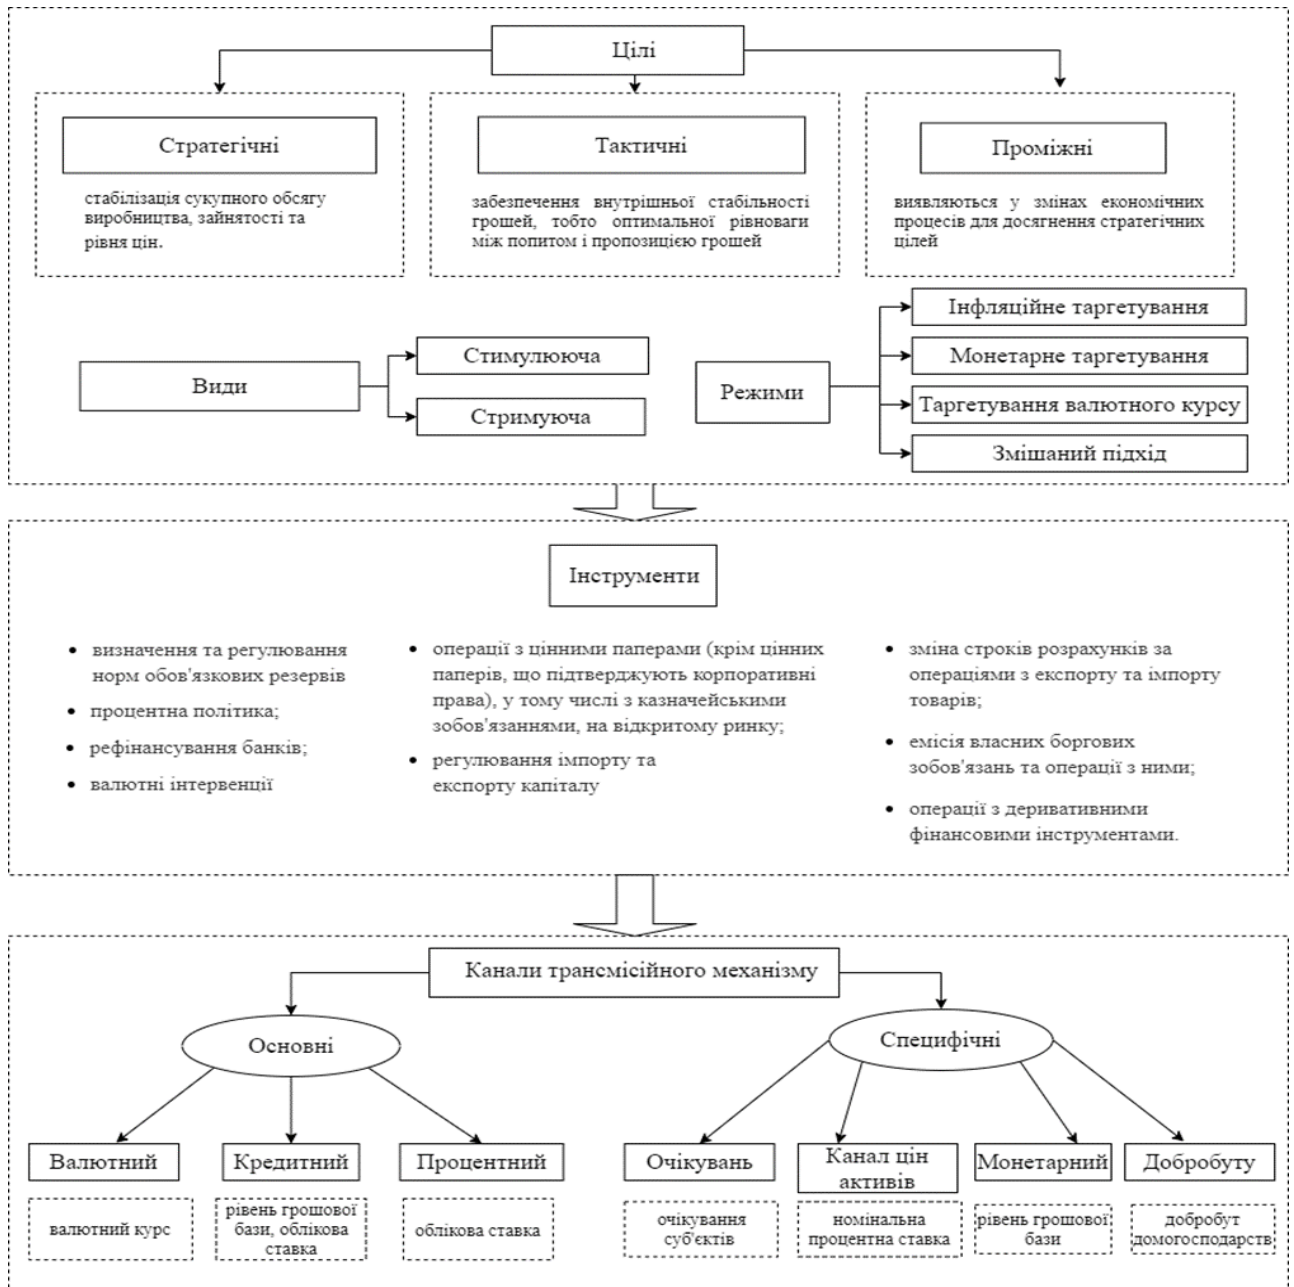 Цілі
Стратегічні
стабілізація сукупного обсягу
виробництва, зайнятості та
рівня цін.
Тактичні
забезпечення внутрішньої стабільності
грошей, тобто оптимальної рівноваги
між попитом і пропозицією грошей
Проміжні
виявляються у змінах економічних
процесів для досягнення стратегічних
цілей
Види
Стимулююча
Стримуюча
Режими
Інфляційне таргетування
Монетарне таргетування
Таргетування валютного курсу
Змішаний підхід
Інструменти
• визначення та регулювання
норм обов'язкових резервів
• процентна політика;
• рефінансування банків;
• валютні інтервенції
• операції з цінними паперами (крім цінних
паперів, що підтверджують корпоративні
права), у тому числі з казначейськими
зобов'язаннями, на відкритому ринку;
• регулювання імпорту та
експорту капіталу
• зміна строків розрахунків за
операціями з експорту та імпорту
товарів;
• емісія власних боргових
зобов'язань та операції з ними;
• операції з деривативними
фінансовими інструментами.
Канали трансмісійного механізму
Основні
Специфічні
Валютний
валютний курс
Кредитний
рівень грошової
бази, облікова
ставка
Процентний
облікова ставка
Очікувань
очікування
суб'єктів
Канал цін
активів
номінальна
процентна ставка
Монетарний
рівень грошової
бази
Добробуту
добробут
домогосподарств